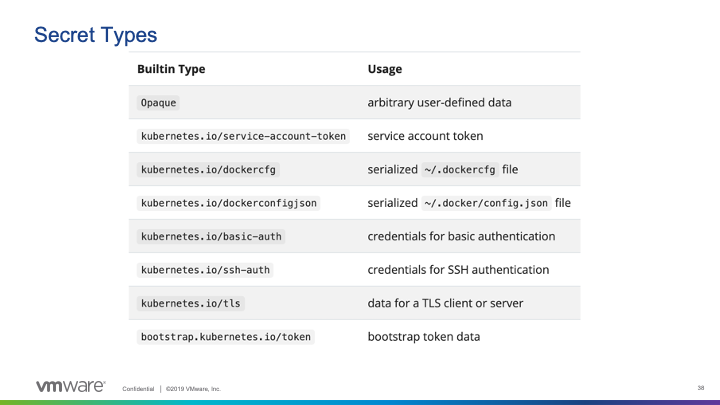 Secret Types
Builtin Type Usage
Opaque arbitrary user-defined data
kubernetes.io/service-account-token service account token
kubernetes.io/dockercfg serialized ~/.dockercfg file
kubernetes.io/dockerconfigjson serialized ~/.docker/config.json file
kubernetes.io/basic-auth credentials for basic authentication
kubernetes.io/ssh-auth credentials for SSH authentication
kubernetes.io/tls data for a TLS client or server
bootstrap.kubernetes.io/token bootstrap token data
vmware® Confidential | ©2019 VMware, Inc. 38